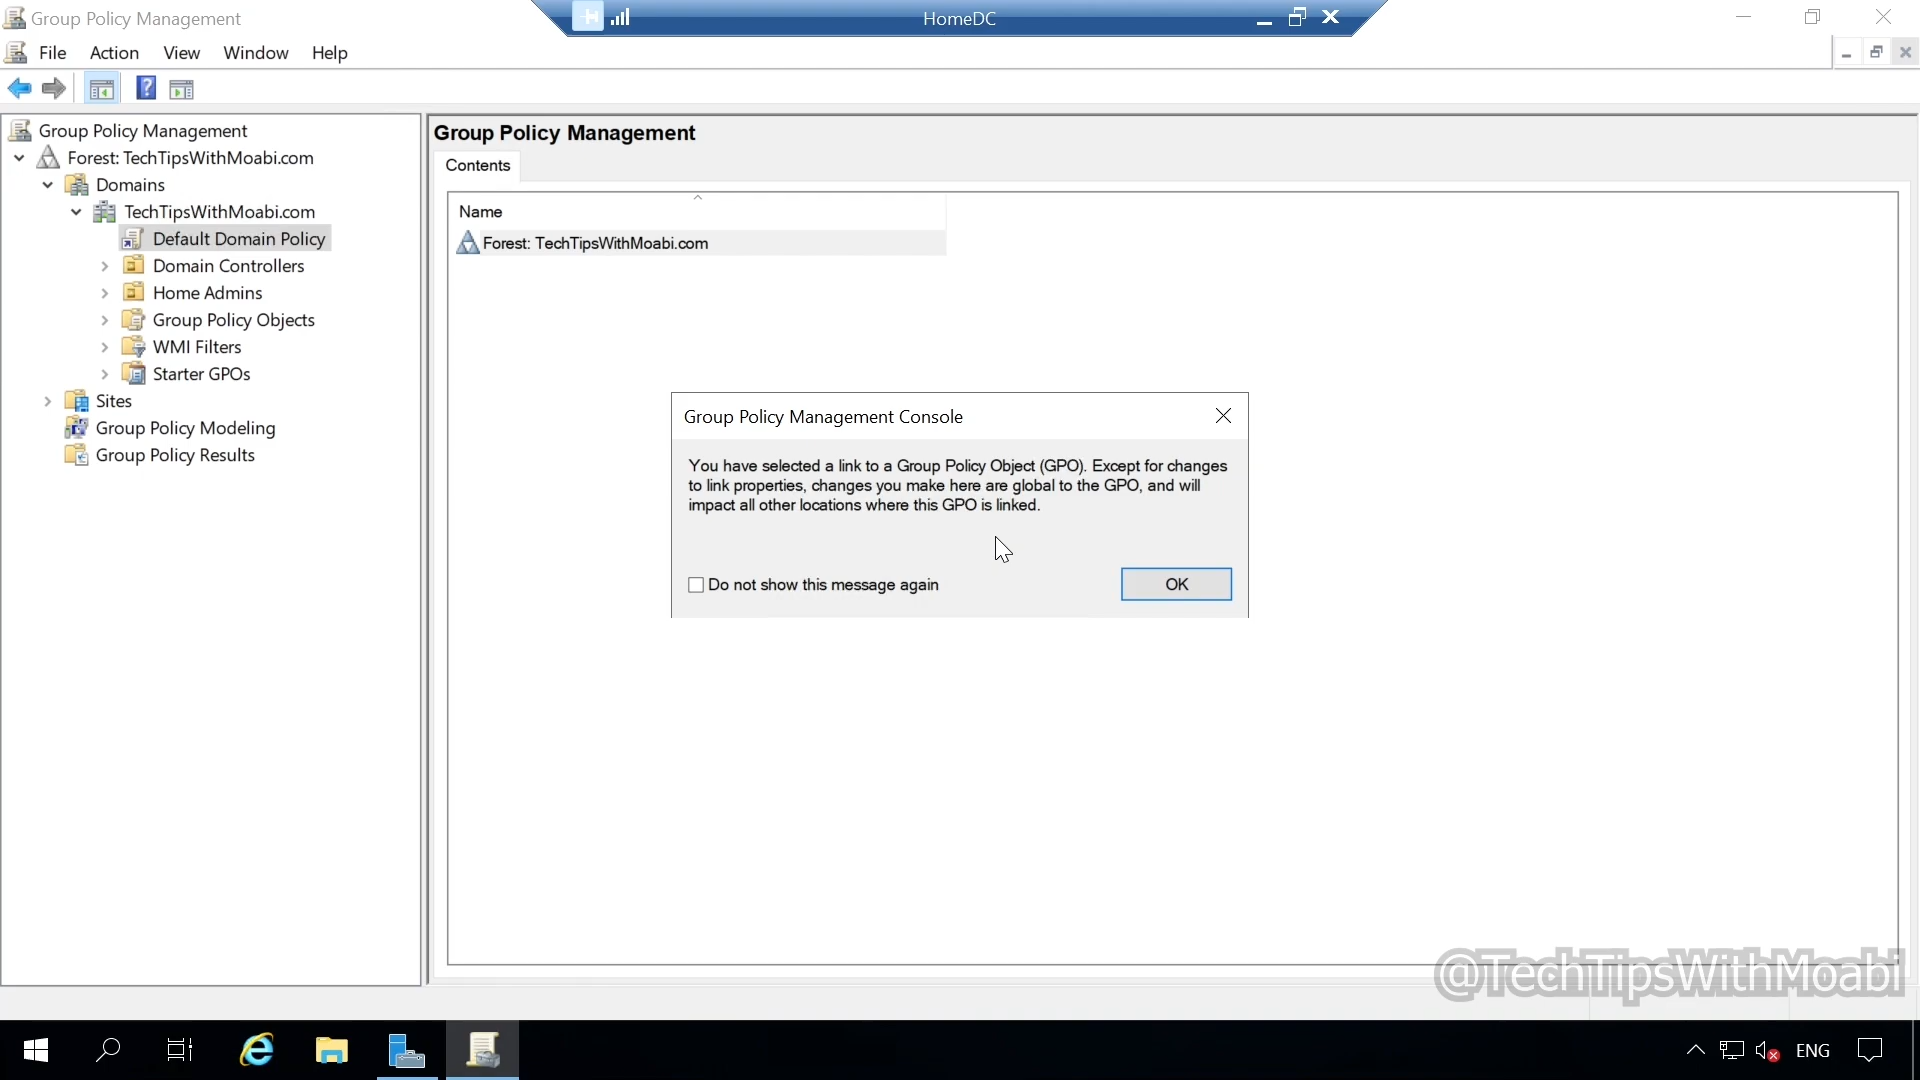 Group Policy Management
HomeDC
File Action View Window Help
Group Policy Management
Forest: TechTipsWithMoabi.com
Domains
TechTipsWithMoabi.com
Default Domain Policy
Domain Controllers
Home Admins
Group Policy Objects
WMI Filters
Starter GPOs
Sites
Group Policy Modeling
Group Policy Results
Group Policy Management
Contents
Name
Forest: TechTipsWithMoabi.com
Group Policy Management Console
You have selected a link to a Group Policy Object (GPO). Except for changes
to link properties, changes you make here are global to the GPO, and will
impact all other locations where this GPO is linked.
Do not show this message again
OK
@TechTipsWithMoabi
ENG